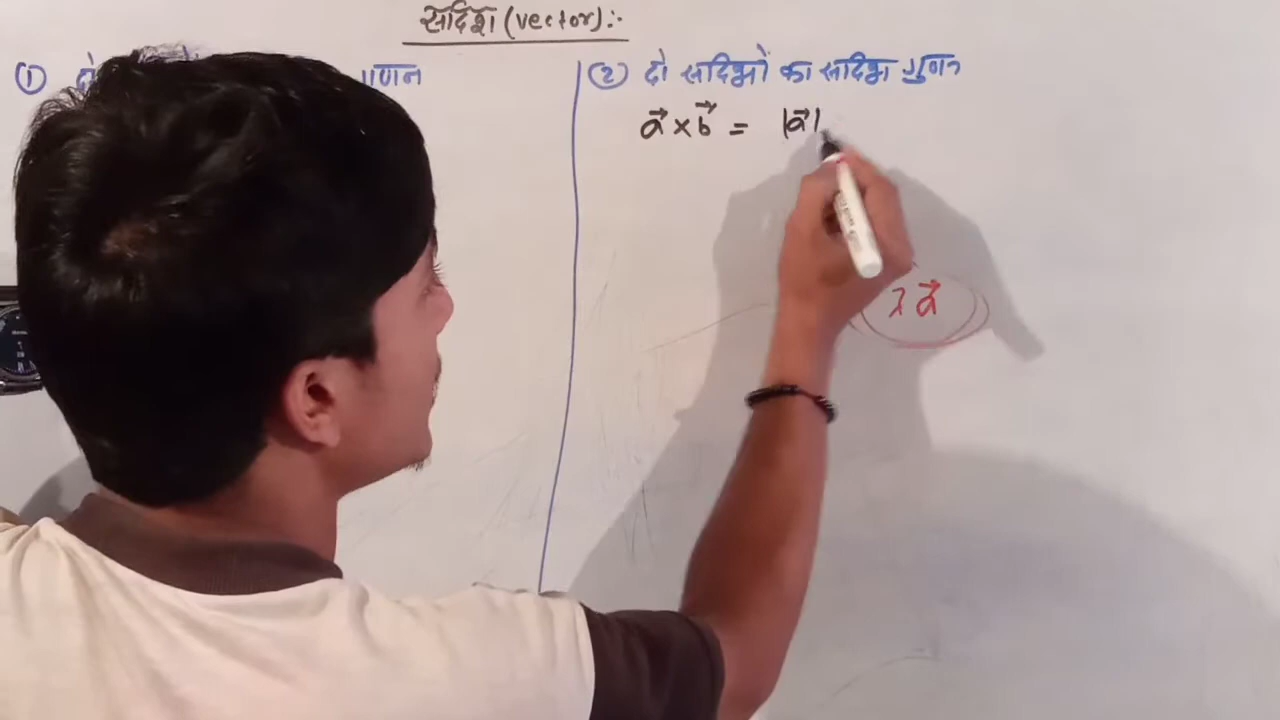 सदिश (vector):-
① दो गुणन
② दो सदिशों का सदिश गुणन
a⃗ × b⃗ = |a⃗|
λa⃗